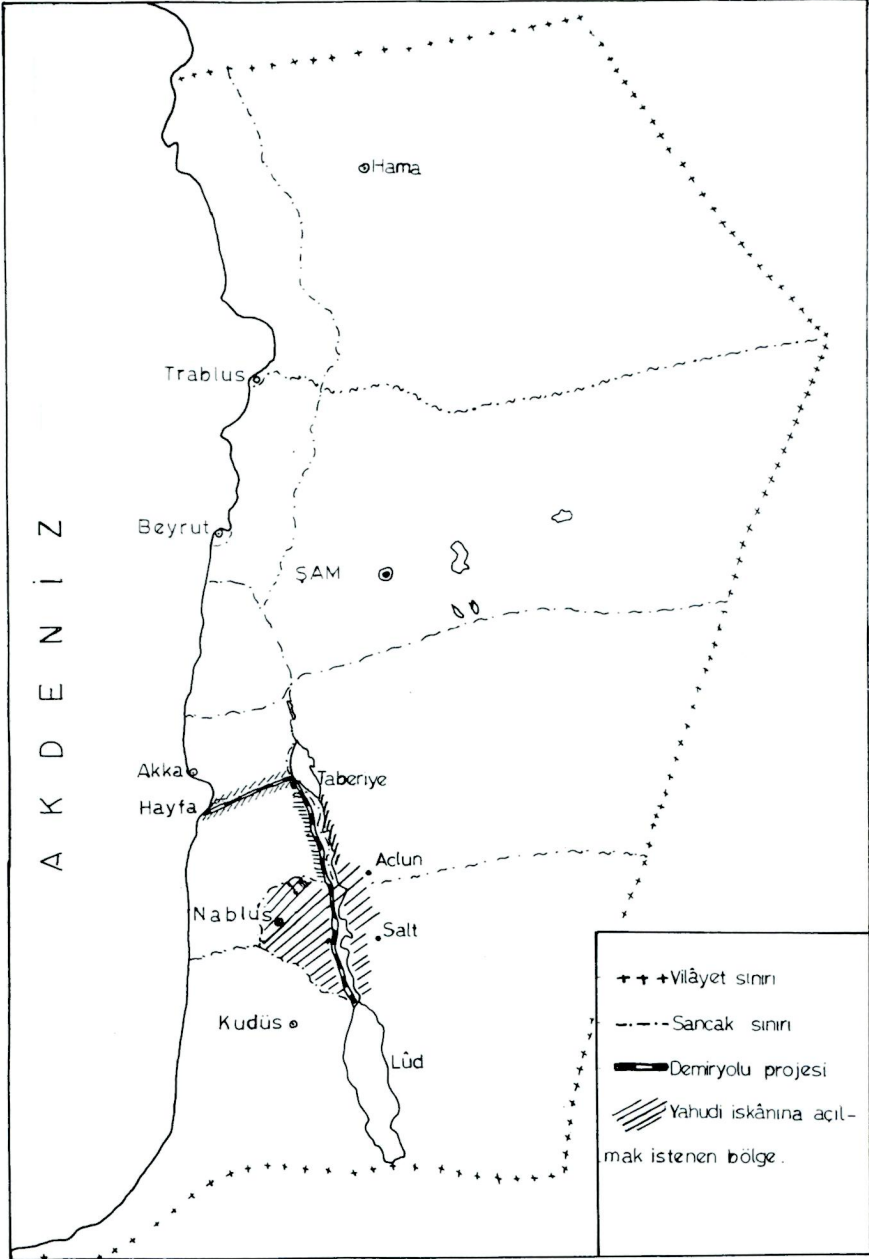 Hama
Trablus
Beyrut
ŞAM
AKDENİZ
Akka
Taberiye
Hayfa
Aclun
Nablus
Salt
Kudüs
Lûd
Vilâyet sınırı
Sancak sınırı
Demiryolu projesi
Yahudi iskânına açıl-
mak istenen bölge.